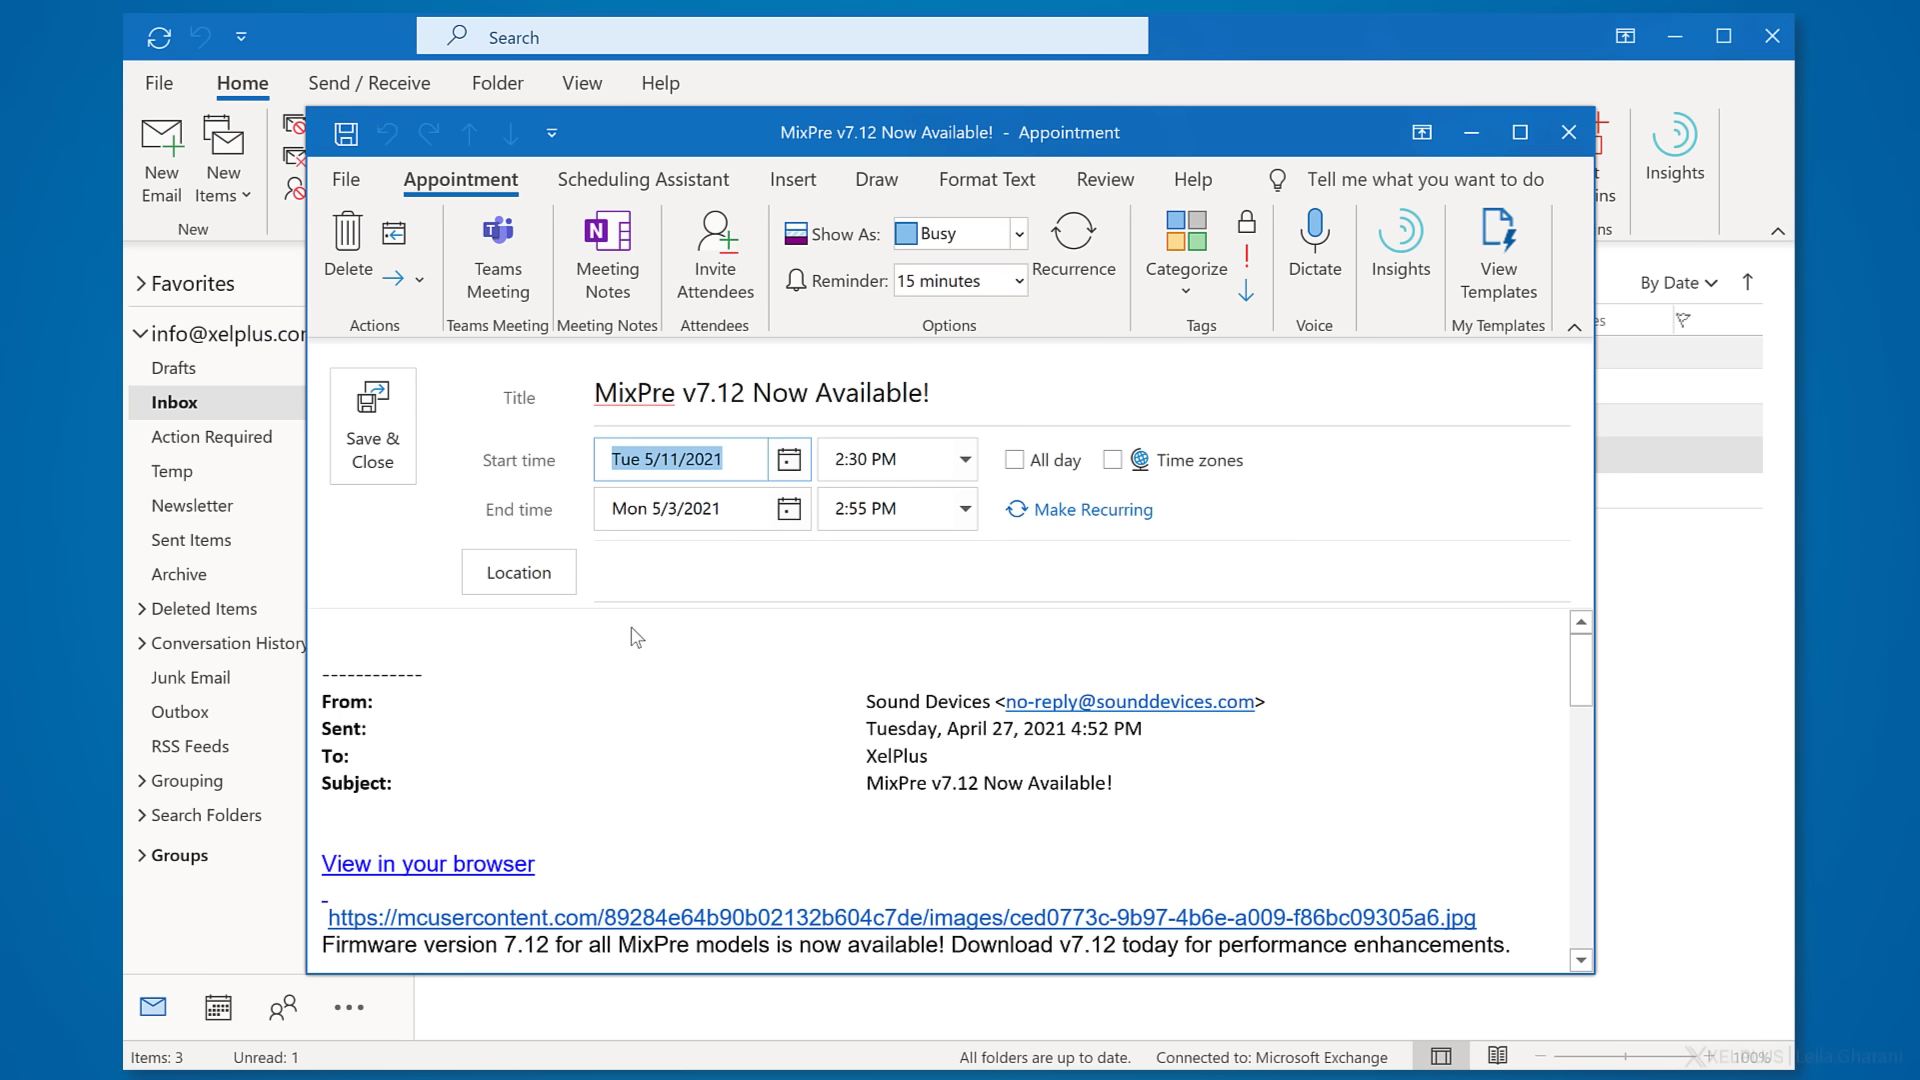 Search
File Home Send / Receive Folder View Help
New Email
New Items
New
Insights
MixPre v7.12 Now Available! - Appointment
File Appointment Scheduling Assistant Insert Draw Format Text Review Help Tell me what you want to do
Delete
Actions
Teams Meeting
Teams Meeting
Meeting Notes
Meeting Notes
Invite Attendees
Attendees
Show As: Busy
Reminder: 15 minutes
Recurrence
Options
Categorize
Tags
Dictate
Voice
Insights
View Templates
My Templates
Favorites
info@xelplus.com
Drafts
Inbox
Action Required
Temp
Newsletter
Sent Items
Archive
Deleted Items
Conversation History
Junk Email
Outbox
RSS Feeds
Grouping
Search Folders
Groups
By Date
Save & Close
Title MixPre v7.12 Now Available!
Start time Tue 5/11/2021 2:30 PM All day Time zones
End time Mon 5/3/2021 2:55 PM Make Recurring
Location
------------
From: Sound Devices <no-reply@sounddevices.com>
Sent: Tuesday, April 27, 2021 4:52 PM
To: XelPlus
Subject: MixPre v7.12 Now Available!
View in your browser
https://mcusercontent.com/89284e64b90b02132b604c7de/images/ced0773c-9b97-4b6e-a009-f86bc09305a6.jpg
Firmware version 7.12 for all MixPre models is now available! Download v7.12 today for performance enhancements.
Items: 3 Unread: 1 All folders are up to date. Connected to: Microsoft Exchange 100%
XELPLUS | Leila Gharani